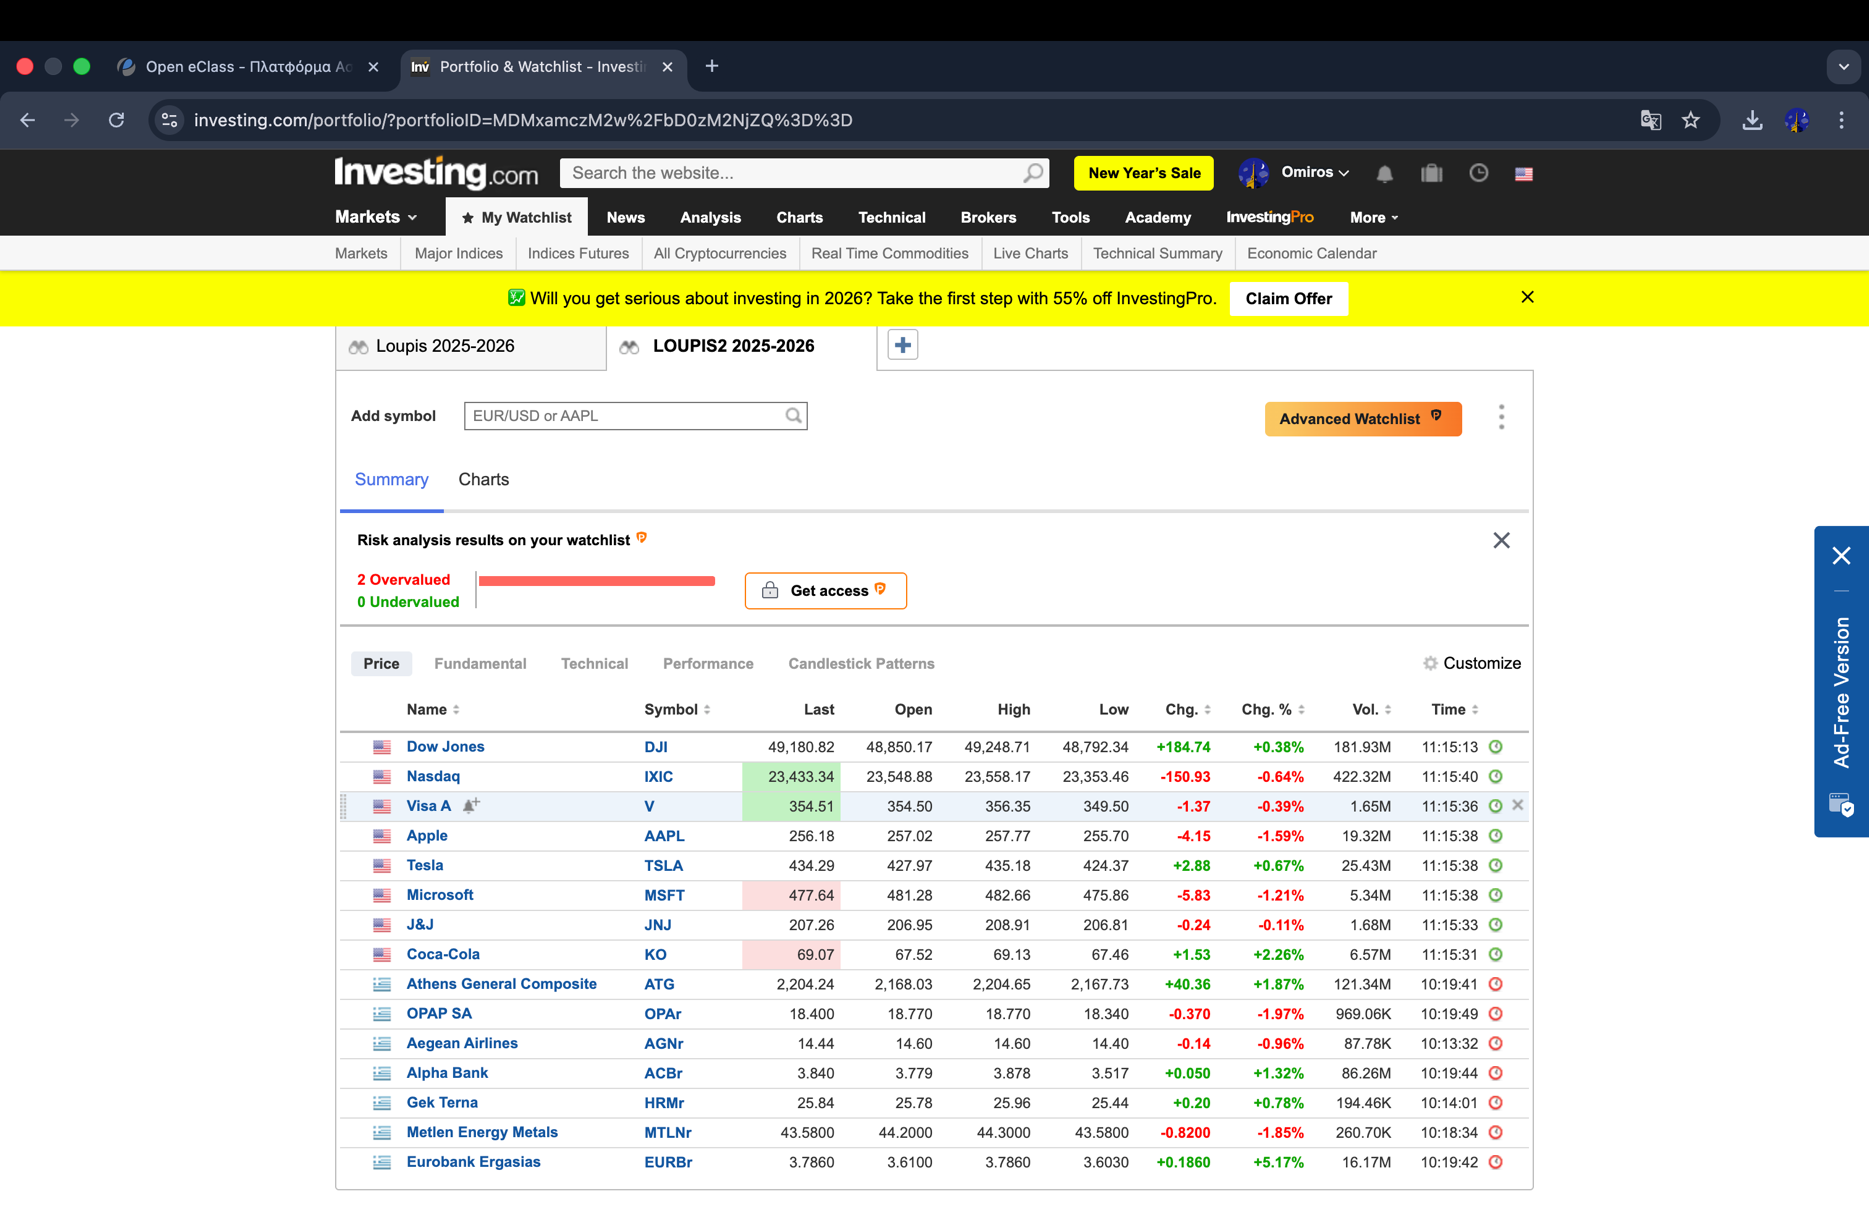 Open eClass - Πλατφόρμα Ασ
Portfolio & Watchlist - Investi
investing.com/portfolio/?portfolioID=MDMxamczM2w%2FbD0zM2NjZQ%3D%3D
Investing.com
Search the website...
New Year's Sale
Omiros
Markets
My Watchlist
News
Analysis
Charts
Technical
Brokers
Tools
Academy
InvestingPro
More
Markets
Major Indices
Indices Futures
All Cryptocurrencies
Real Time Commodities
Live Charts
Technical Summary
Economic Calendar
Will you get serious about investing in 2026? Take the first step with 55% off InvestingPro.
Claim Offer
Loupis 2025-2026
LOUPIS2 2025-2026
Add symbol
EUR/USD or AAPL
Advanced Watchlist
Summary
Charts
Risk analysis results on your watchlist
2 Overvalued
0 Undervalued
Get access
Price
Fundamental
Technical
Performance
Candlestick Patterns
Customize
Name Symbol Last Open High Low Chg. Chg. % Vol. Time
Dow Jones DJI 49,180.82 48,850.17 49,248.71 48,792.34 +184.74 +0.38% 181.93M 11:15:13
Nasdaq IXIC 23,433.34 23,548.88 23,558.17 23,353.46 -150.93 -0.64% 422.32M 11:15:40
Visa A V 354.51 354.50 356.35 349.50 -1.37 -0.39% 1.65M 11:15:36
Apple AAPL 256.18 257.02 257.77 255.70 -4.15 -1.59% 19.32M 11:15:38
Tesla TSLA 434.29 427.97 435.18 424.37 +2.88 +0.67% 25.43M 11:15:38
Microsoft MSFT 477.64 481.28 482.66 475.86 -5.83 -1.21% 5.34M 11:15:38
J&J JNJ 207.26 206.95 208.91 206.81 -0.24 -0.11% 1.68M 11:15:33
Coca-Cola KO 69.07 67.52 69.13 67.46 +1.53 +2.26% 6.57M 11:15:31
Athens General Composite ATG 2,204.24 2,168.03 2,204.65 2,167.73 +40.36 +1.87% 121.34M 10:19:41
OPAP SA OPAr 18.400 18.770 18.770 18.340 -0.370 -1.97% 969.06K 10:19:49
Aegean Airlines AGNr 14.44 14.60 14.60 14.40 -0.14 -0.96% 87.78K 10:13:32
Alpha Bank ACBr 3.840 3.779 3.878 3.517 +0.050 +1.32% 86.26M 10:19:44
Gek Terna HRMr 25.84 25.78 25.96 25.44 +0.20 +0.78% 194.46K 10:14:01
Metlen Energy Metals MTLNr 43.5800 44.2000 44.3000 43.5800 -0.8200 -1.85% 260.70K 10:18:34
Eurobank Ergasias EURBr 3.7860 3.6100 3.7860 3.6030 +0.1860 +5.17% 16.17M 10:19:42
Ad-Free Version